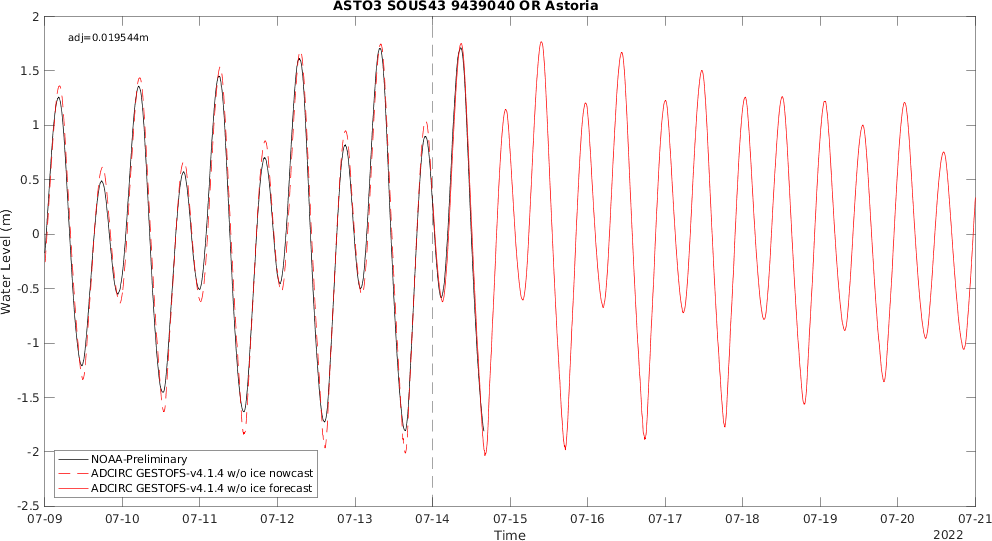 ASTO3 SOUS43 9439040 OR Astoria
adj=0.019544m
Water Level (m)
2
1.5
1
0.5
0
-0.5
-1
-1.5
-2
-2.5
NOAA-Preliminary
ADCIRC GESTOFS-v4.1.4 w/o ice nowcast
ADCIRC GESTOFS-v4.1.4 w/o ice forecast
07-09 07-10 07-11 07-12 07-13 07-14 07-15 07-16 07-17 07-18 07-19 07-20 07-21
Time
2022